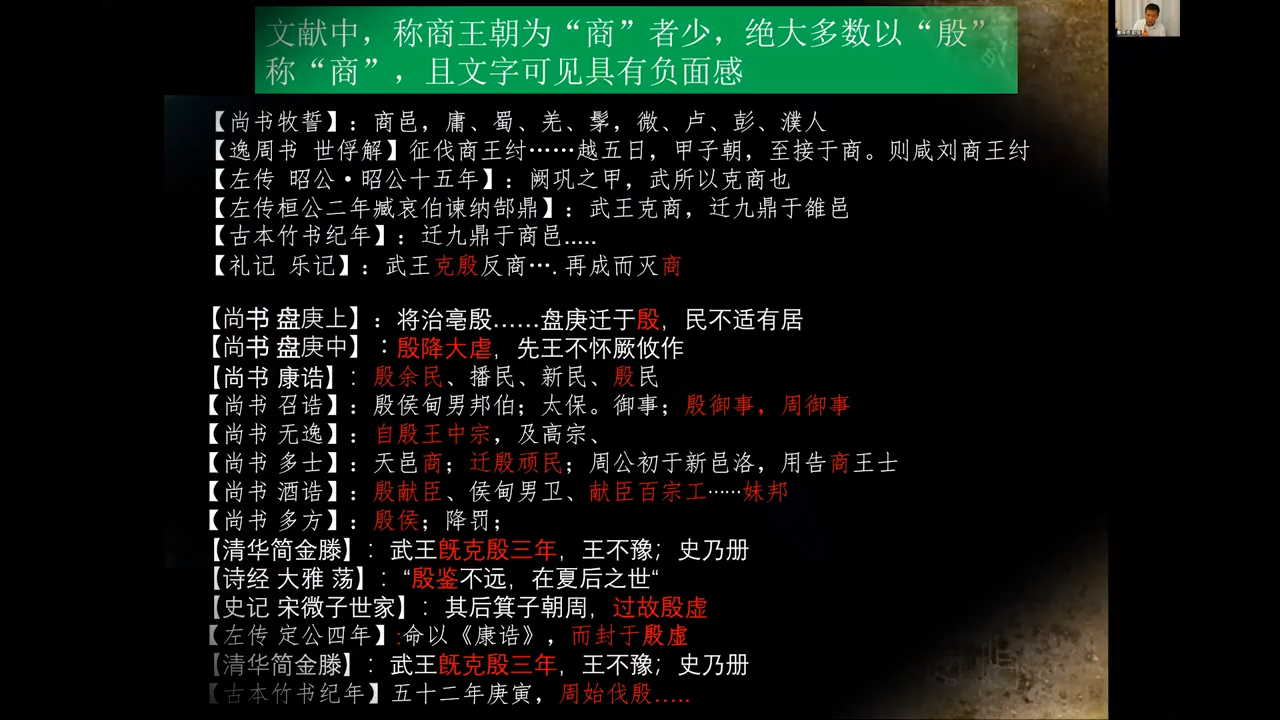 文献中，称商王朝为“商”者少，绝大多数以“殷”
称“商”，且文字可见具有负面感
【尚书牧誓】：商邑，庸、蜀、羌、髳，微、卢、彭、濮人
【逸周书 世俘解】征伐商王纣……越五日，甲子朝，至接于商。则咸刘商王纣
【左传 昭公·昭公十五年】：阙巩之甲，武所以克商也
【左传桓公二年臧哀伯谏纳郜鼎】：武王克商，迁九鼎于雒邑
【古本竹书纪年】：迁九鼎于商邑.....
【礼记 乐记】：武王克殷反商….再成而灭商
【尚书 盘庚上】：将治亳殷……盘庚迁于殷，民不适有居
【尚书 盘庚中】：殷降大虐，先王不怀厥攸作
【尚书 康诰】：殷余民、播民、新民、殷民
【尚书 召诰】：殷侯甸男邦伯；太保。御事；殷御事，周御事
【尚书 无逸】：自殷王中宗，及高宗、
【尚书 多士】：天邑商；迁殷顽民；周公初于新邑洛，用告商王士
【尚书 酒诰】：殷献臣、侯甸男卫、献臣百宗工……妹邦
【尚书 多方】：殷侯；降罚；
【清华简金滕】：武王既克殷三年，王不豫；史乃册
【诗经 大雅 荡】：“殷鉴不远，在夏后之世“
【史记 宋微子世家】：其后箕子朝周，过故殷虚
【左传 定公四年】:命以《康诰》，而封于殷虚
【清华简金滕】：武王既克殷三年，王不豫；史乃册
【古本竹书纪年】五十二年庚寅，周始伐殷.....